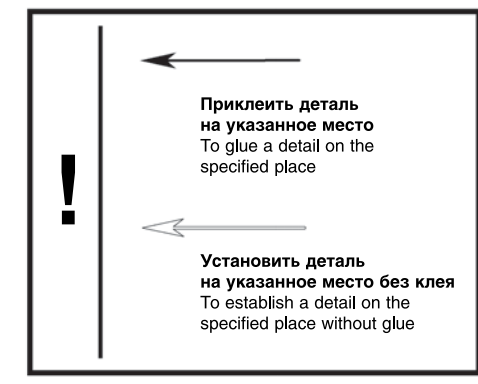 Приклеить деталь
на указанное место
To glue a detail on the
specified place
!
Установить деталь
на указанное место без клея
To establish a detail on the
specified place without glue